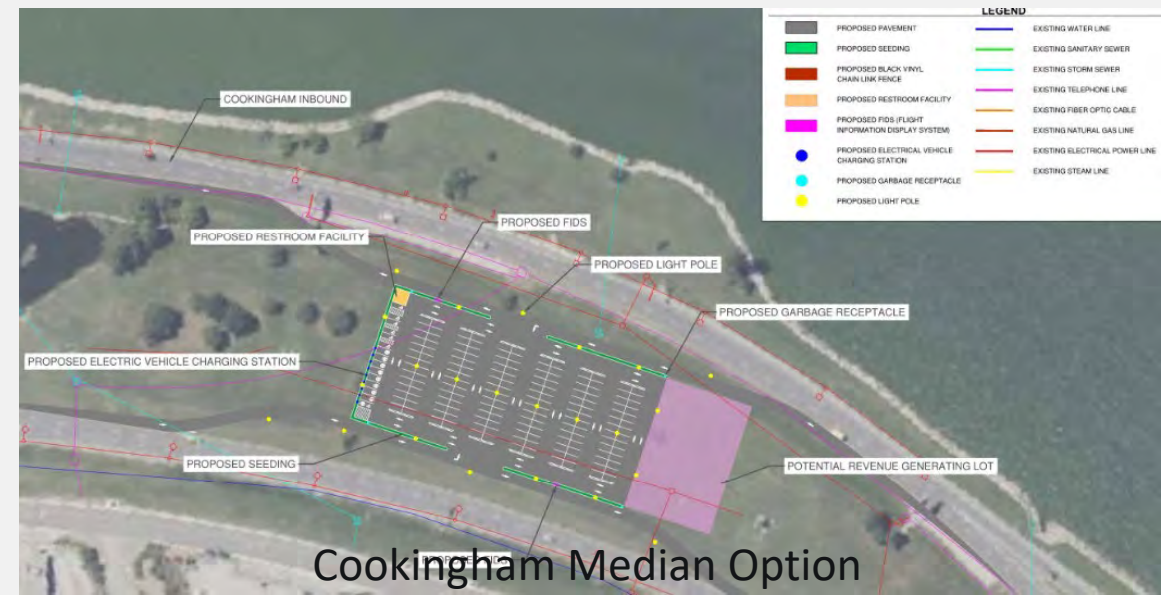 LEGEND
PROPOSED PAVEMENT
PROPOSED SEEDING
PROPOSED BLACK VINYL
CHAIN LINK FENCE
PROPOSED RESTROOM FACILITY
PROPOSED FIDS (FLIGHT
INFORMATION DISPLAY SYSTEM)
PROPOSED ELECTRICAL VEHICLE
CHARGING STATION
PROPOSED GARBAGE RECEPTACLE
PROPOSED LIGHT POLE
EXISTING WATER LINE
EXISTING SANITARY SEWER
EXISTING STORM SEWER
EXISTING TELEPHONE LINE
EXISTING FIBER OPTIC CABLE
EXISTING NATURAL GAS LINE
EXISTING ELECTRICAL POWER LINE
EXISTING STEAM LINE
COOKINGHAM INBOUND
PROPOSED FIDS
PROPOSED RESTROOM FACILITY
PROPOSED LIGHT POLE
PROPOSED GARBAGE RECEPTACLE
PROPOSED ELECTRIC VEHICLE CHARGING STATION
PROPOSED SEEDING
POTENTIAL REVENUE GENERATING LOT
PROPOSED FIDS
Cookingham Median Option